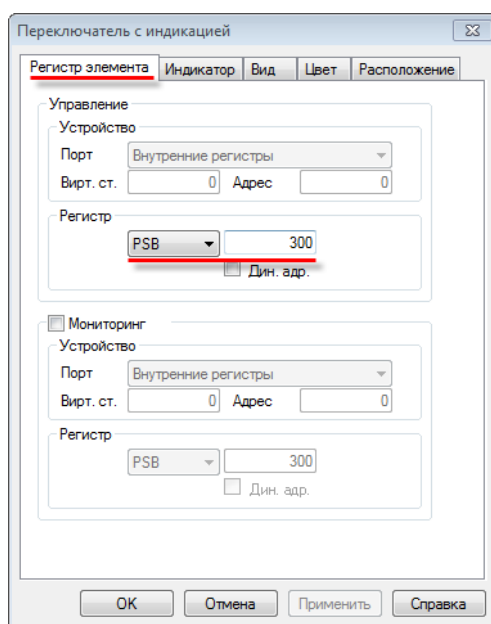 Переключатель с индикацией
Регистр элемента Индикатор Вид Цвет Расположение
Управление
Устройство
Порт Внутренние регистры
Вирт. ст. 0 Адрес 0
Регистр
PSB 300
Дин. адр.
Мониторинг
Устройство
Порт Внутренние регистры
Вирт. ст. 0 Адрес 0
Регистр
PSB 300
Дин. адр.
OK Отмена Применить Справка